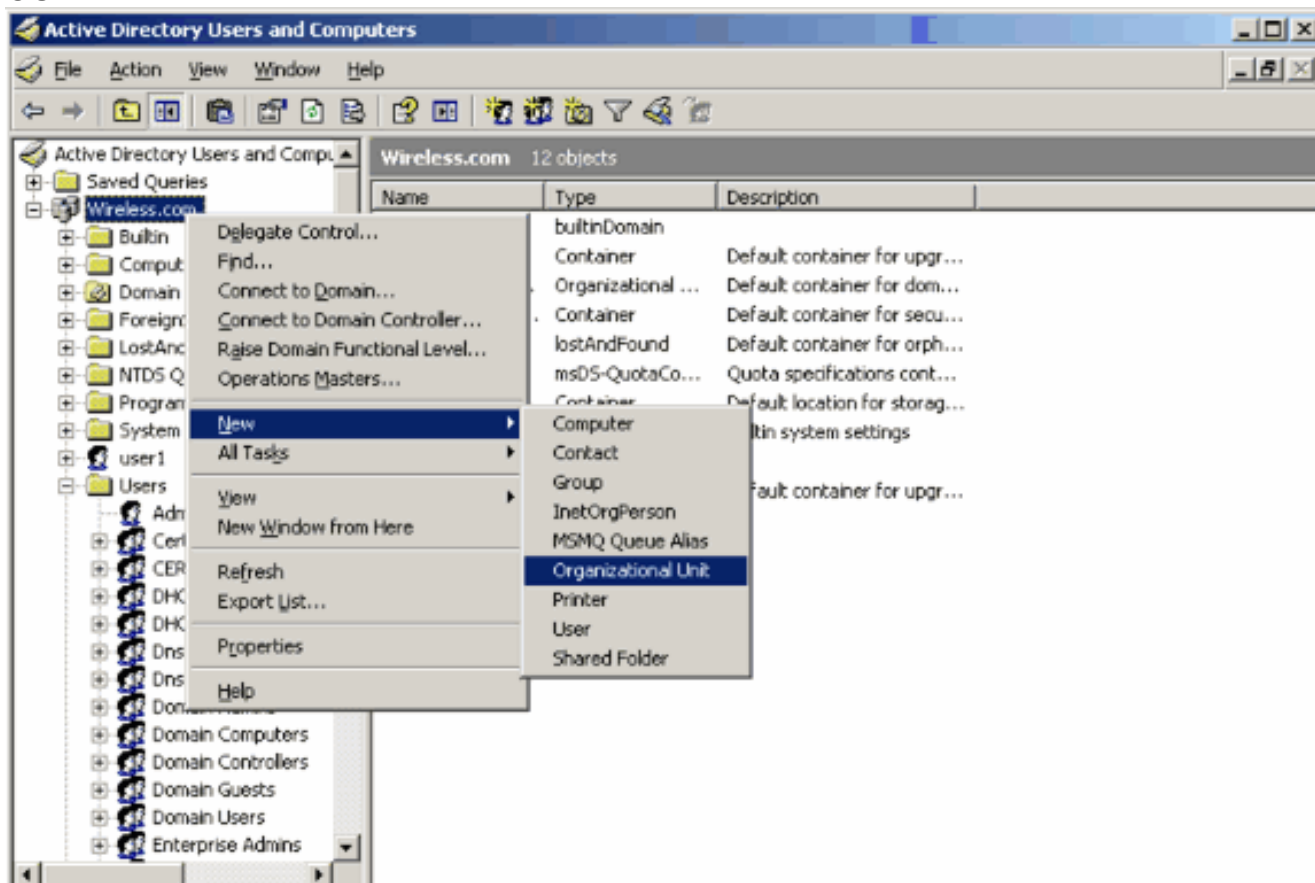 Active Directory Users and Computers
File Action View Window Help
Active Directory Users and Compu
Wireless.com 12 objects
Saved Queries
Name Type Description
Wireless.com
builtinDomain
Builtin
Delegate Control...
Container Default container for upgr...
Comput
Find...
Organizational ... Default container for dom...
Domain
Connect to Domain...
Container Default container for secu...
Foreign
Connect to Domain Controller...
lostAndFound Default container for orph...
LostAnd
Raise Domain Functional Level...
msDS-QuotaCo... Quota specifications cont...
NTDS Q
Operations Masters...
Container Default location for storag...
Program
New
Computer
tin system settings
System
All Tasks
Contact
user1
Group
fault container for upgr...
Users
View
InetOrgPerson
Adm
New Window from Here
MSMQ Queue Alias
Cert
Organizational Unit
CER
Refresh
Printer
DHC
Export List...
User
DHC
Properties
Shared Folder
Dns
Dns
Help
Domain Computers
Domain Controllers
Domain Guests
Domain Users
Enterprise Admins